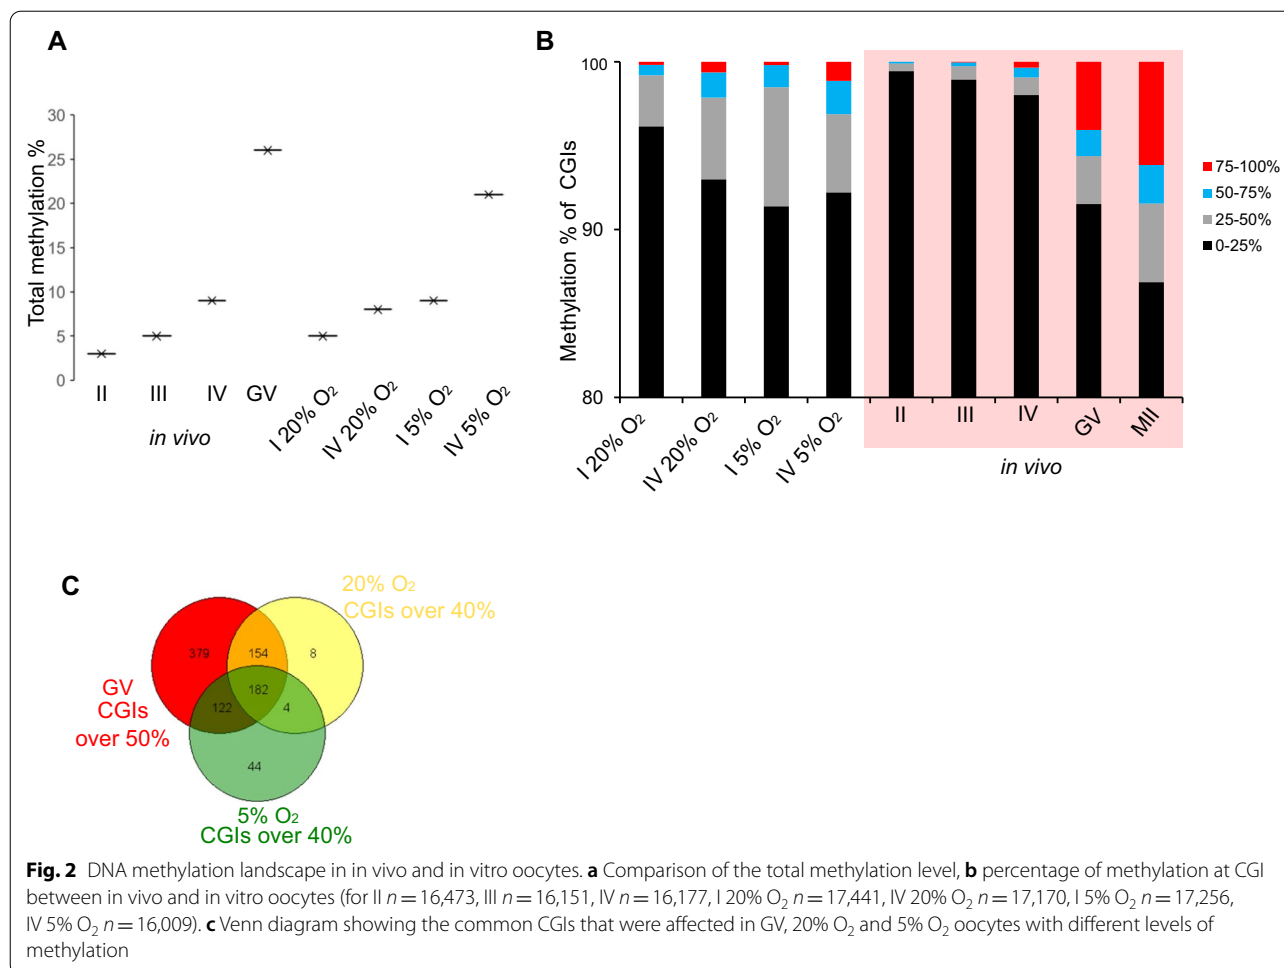 A
Total methylation %
30
25
20
15
10
5
0
II III IV GV I 20% O₂ IV 20% O₂ I 5% O₂ IV 5% O₂
in vivo
B
Methylation % of CGIs
100
90
80
75-100%
50-75%
25-50%
0-25%
I 20% O₂ IV 20% O₂ I 5% O₂ IV 5% O₂ II III IV GV MII
in vivo
C
20% O₂
CGIs over 40%
379 154 8
182
122 4
44
GV
CGIs
over 50%
5% O₂
CGIs over 40%
Fig. 2 DNA methylation landscape in in vivo and in vitro oocytes. a Comparison of the total methylation level, b percentage of methylation at CGI
between in vivo and in vitro oocytes (for II n = 16,473, III n = 16,151, IV n = 16,177, I 20% O₂ n = 17,441, IV 20% O₂ n = 17,170, I 5% O₂ n = 17,256,
IV 5% O₂ n = 16,009). c Venn diagram showing the common CGIs that were affected in GV, 20% O₂ and 5% O₂ oocytes with different levels of
methylation